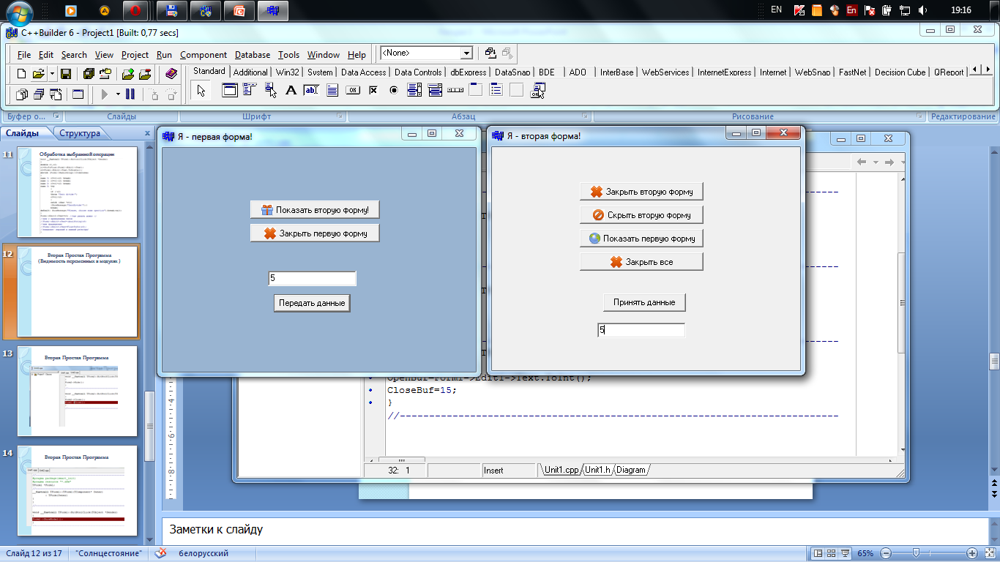 EN
En
19:16
C++Builder 6 - Project1 [Built: 0,77 secs]
File Edit Search View Project Run Component Database Tools Window Help
<None>
Standard Additional Win32 System Data Access Data Controls dbExpress DataSnap BDE ADO InterBase WebServices InternetExpress Internet WebSnap FastNet Decision Cube QReport
Буфер о... Слайды Шрифт Абзац Рисование Редактирование
Слайды Структура
Я - первая форма!
Я - вторая форма!
11
Обработка выбранной операции
Показать вторую форму!
Закрыть первую форму
5
Передать данные
Закрыть вторую форму
Скрыть вторую форму
Показать первую форму
Закрыть все
Принять данные
5
12
Вторая Простая Программа
(Видимость переменных в модулях)
13
Вторая Простая Программа
14
Вторая Простая Программа
OpenBuf=Form1->Edit1->Text.ToInt();
CloseBuf=15;
}
//------------------------------------------------------------------
32: 1 Insert Unit1.cpp Unit1.h Diagram
Заметки к слайду
Слайд 12 из 17 "Солнцестояние" белорусский 65%